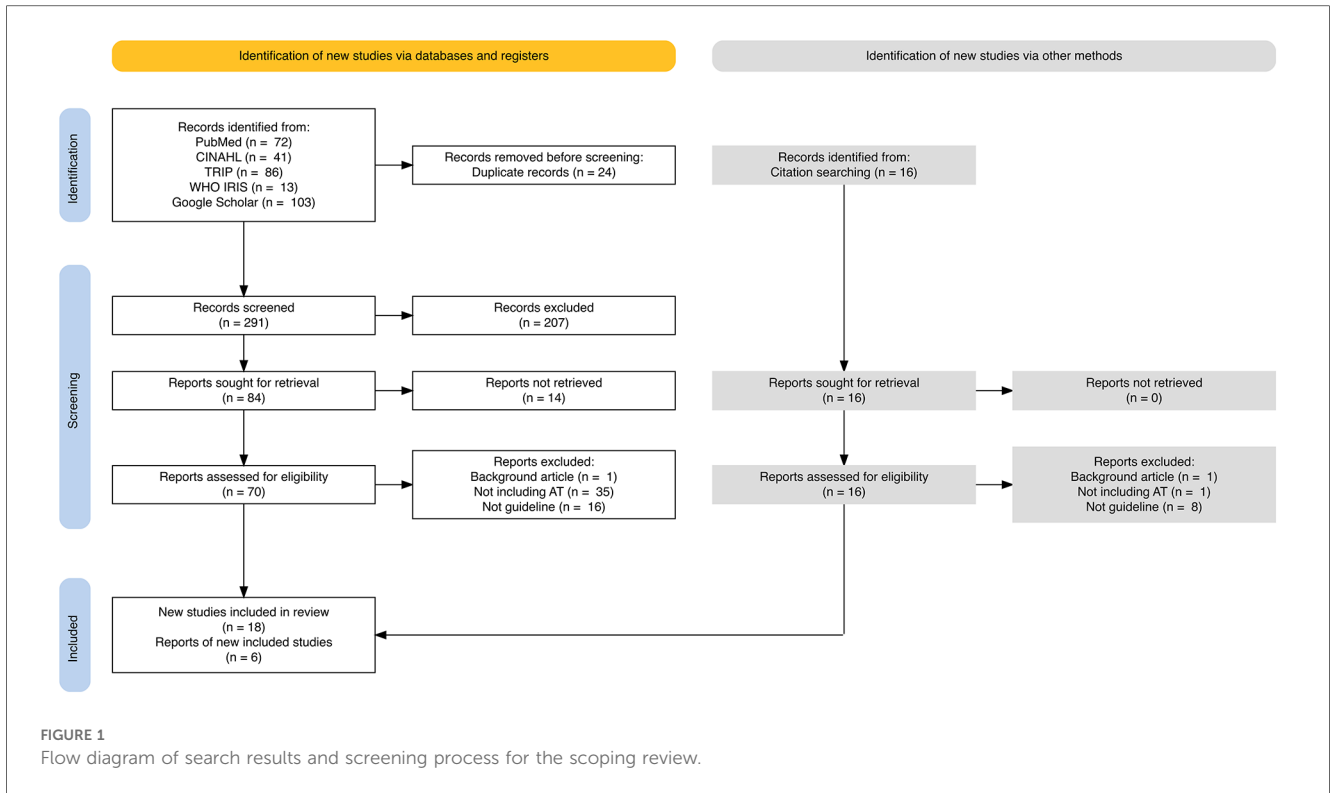 Identification of new studies via databases and registers
Identification of new studies via other methods
Identification
Records identified from:
PubMed (n = 72)
CINAHL (n = 41)
TRIP (n = 86)
WHO IRIS (n = 13)
Google Scholar (n = 103)
Records removed before screening:
Duplicate records (n = 24)
Records identified from:
Citation searching (n = 16)
Screening
Records screened
(n = 291)
Records excluded
(n = 207)
Reports sought for retrieval
(n = 84)
Reports not retrieved
(n = 14)
Reports sought for retrieval
(n = 16)
Reports not retrieved
(n = 0)
Reports assessed for eligibility
(n = 70)
Reports excluded:
Background article (n = 1)
Not including AT (n = 35)
Not guideline (n = 16)
Reports assessed for eligibility
(n = 16)
Reports excluded:
Background article (n = 1)
Not including AT (n = 1)
Not guideline (n = 8)
Included
New studies included in review
(n = 18)
Reports of new included studies
(n = 6)
FIGURE 1
Flow diagram of search results and screening process for the scoping review.